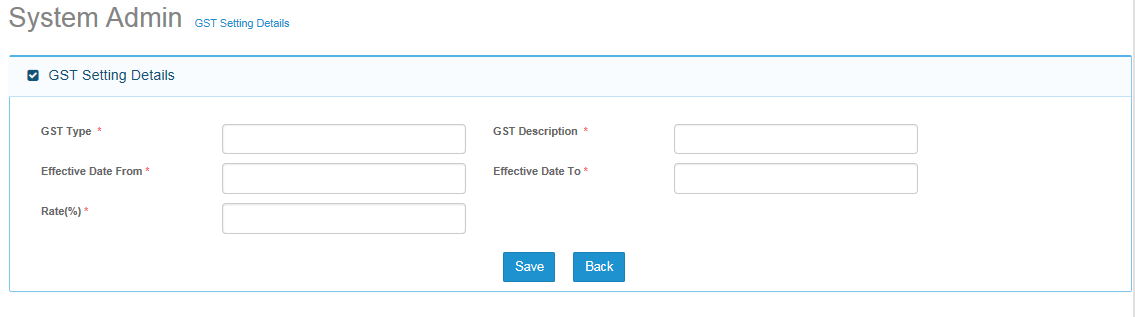 System Admin GST Setting Details
GST Setting Details
GST Type * GST Description *
Effective Date From * Effective Date To *
Rate(%) *
Save Back